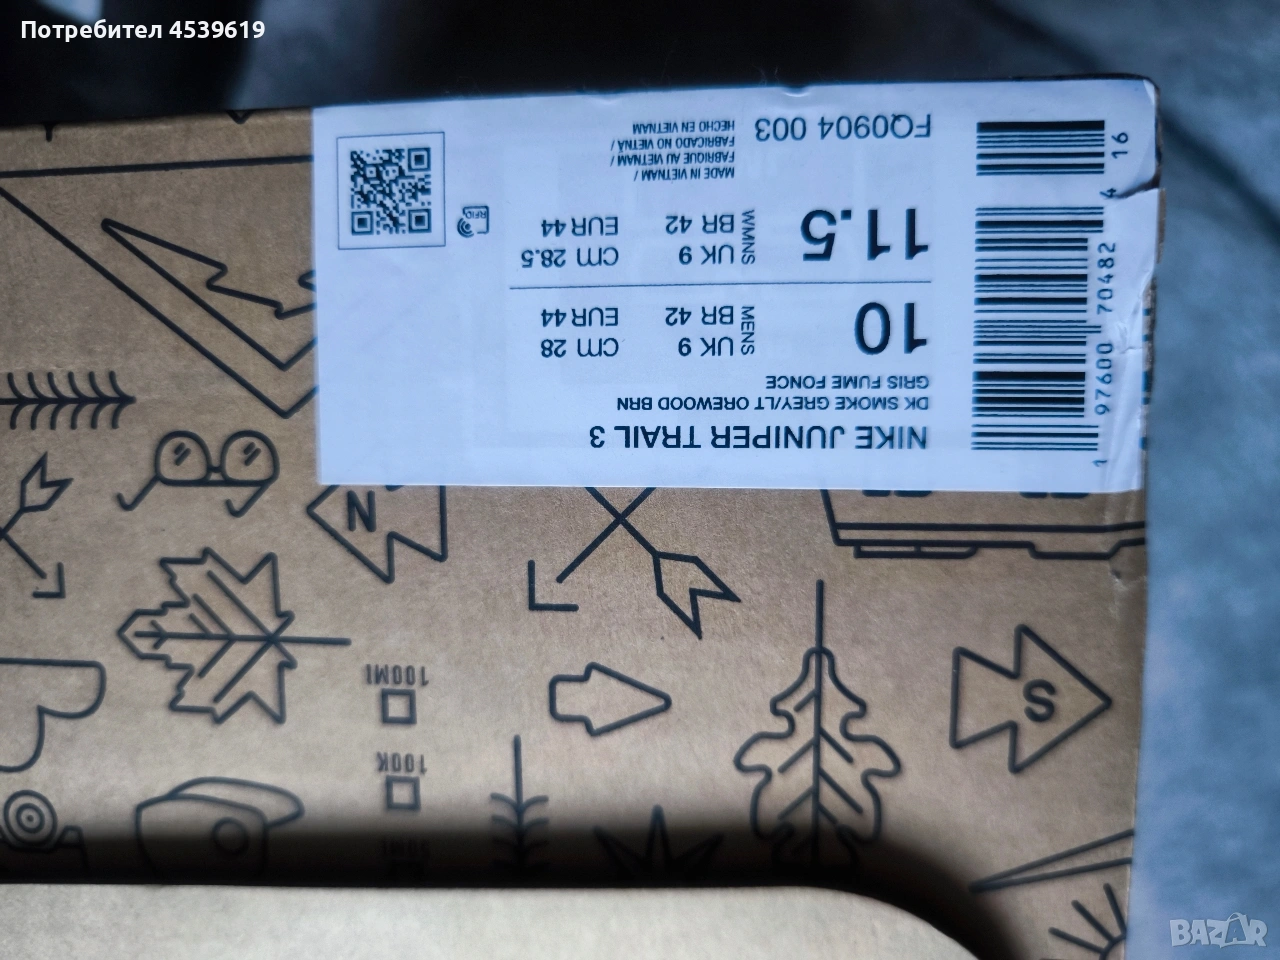 Потребител 4539619
NIKE JUNIPER TRAIL 3
DK SMOKE GREY/LT OREWOOD BRN
GRIS FUME FONCE
10 MENS UK 9 CM 28
BR 42 EUR 44
11.5 WMNS UK 9 CM 28.5
BR 42 EUR 44
MADE IN VIETNAM /
FABRIQUE AU VIETNAM /
FABRICADO NO VIETNÃ /
HECHO EN VIETNAM
FQ0904 003
RFID
1 97600 70482 4 16
N
S
100MI
100K
BAZAR